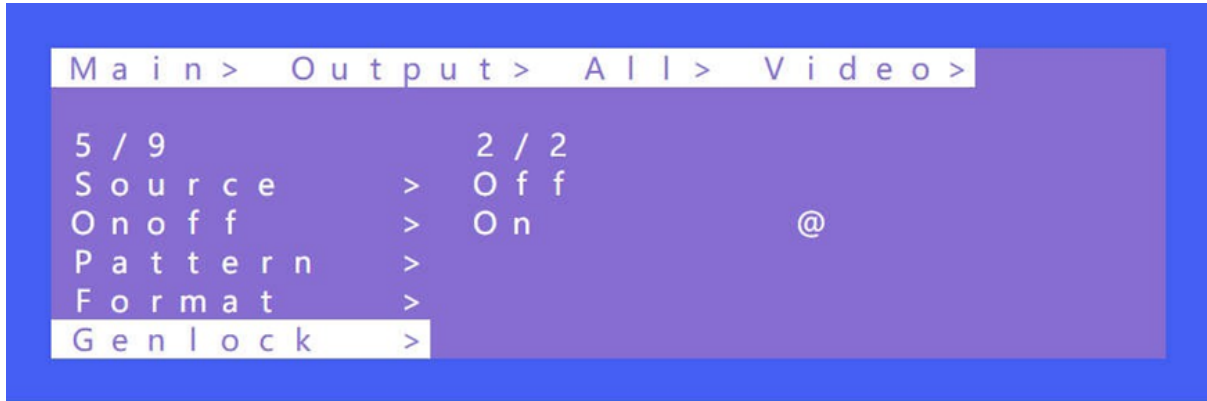 Main> Output> All> Video>
5/9 2/2
Source > Off
Onoff > On @
Pattern >
Format >
Genlock >